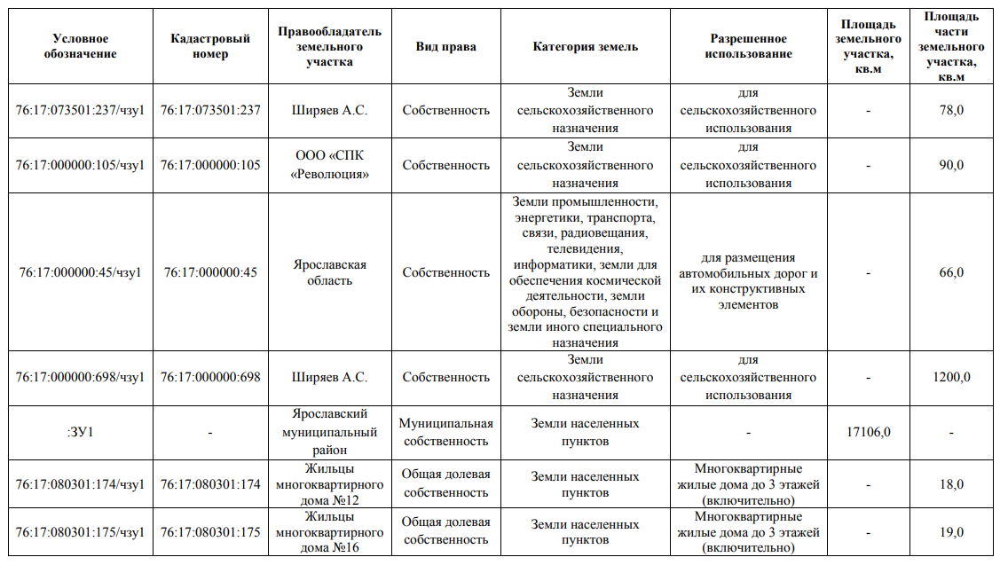 Условное
обозначение
Кадастровый
номер
Правообладатель
земельного
участка
Вид права
Категория земель
Разрешенное
использование
Площадь
земельного
участка,
кв.м
Площадь
части
земельного
участка,
кв.м
76:17:073501:237/чзу1
76:17:073501:237
Ширяев А.С.
Собственность
Земли
сельскохозяйственного
назначения
для
сельскохозяйственного
использования
-
78,0
76:17:000000:105/чзу1
76:17:000000:105
ООО «СПК
«Революция»
Собственность
Земли
сельскохозяйственного
назначения
для
сельскохозяйственного
использования
-
90,0
76:17:000000:45/чзу1
76:17:000000:45
Ярославская
область
Собственность
Земли промышленности,
энергетики, транспорта,
связи, радиовещания,
телевидения,
информатики, земли для
обеспечения космической
деятельности, земли
обороны, безопасности и
земли иного специального
назначения
для размещения
автомобильных дорог и
их конструктивных
элементов
-
66,0
76:17:000000:698/чзу1
76:17:000000:698
Ширяев А.С.
Собственность
Земли
сельскохозяйственного
назначения
для
сельскохозяйственного
использования
-
1200,0
:ЗУ1
-
Ярославский
муниципальный
район
Муниципальная
собственность
Земли населенных
пунктов
-
17106,0
-
76:17:080301:174/чзу1
76:17:080301:174
Жильцы
многоквартирного
дома №12
Общая долевая
собственность
Земли населенных
пунктов
Многоквартирные
жилые дома до 3 этажей
(включительно)
-
18,0
76:17:080301:175/чзу1
76:17:080301:175
Жильцы
многоквартирного
дома №16
Общая долевая
собственность
Земли населенных
пунктов
Многоквартирные
жилые дома до 3 этажей
(включительно)
-
19,0